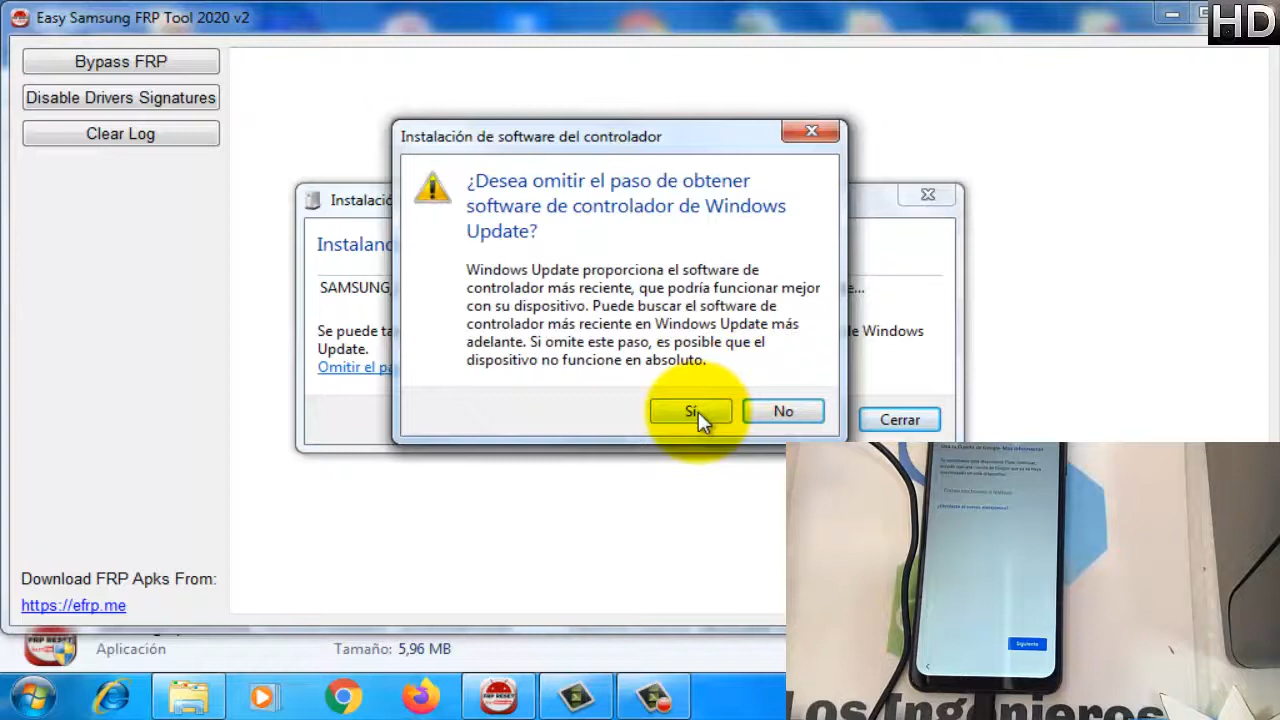 Easy Samsung FRP Tool 2020 v2
HD
Bypass FRP
Disable Drivers Signatures
Clear Log
Instalación de software del controlador
¿Desea omitir el paso de obtener
software de controlador de Windows
Update?
Windows Update proporciona el software de
controlador más reciente, que podría funcionar mejor
con su dispositivo. Puede buscar el software de
controlador más reciente en Windows Update más
adelante. Si omite este paso, es posible que el
dispositivo no funcione en absoluto.
Sí
No
SAMSUNG
Se puede
de Windows
Update.
Omitir el
Cerrar
Download FRP Apks From:
https://efrp.me
Aplicación
Tamaño: 5,96 MB
FRP RESET
Siguiente
Los Ingenieros